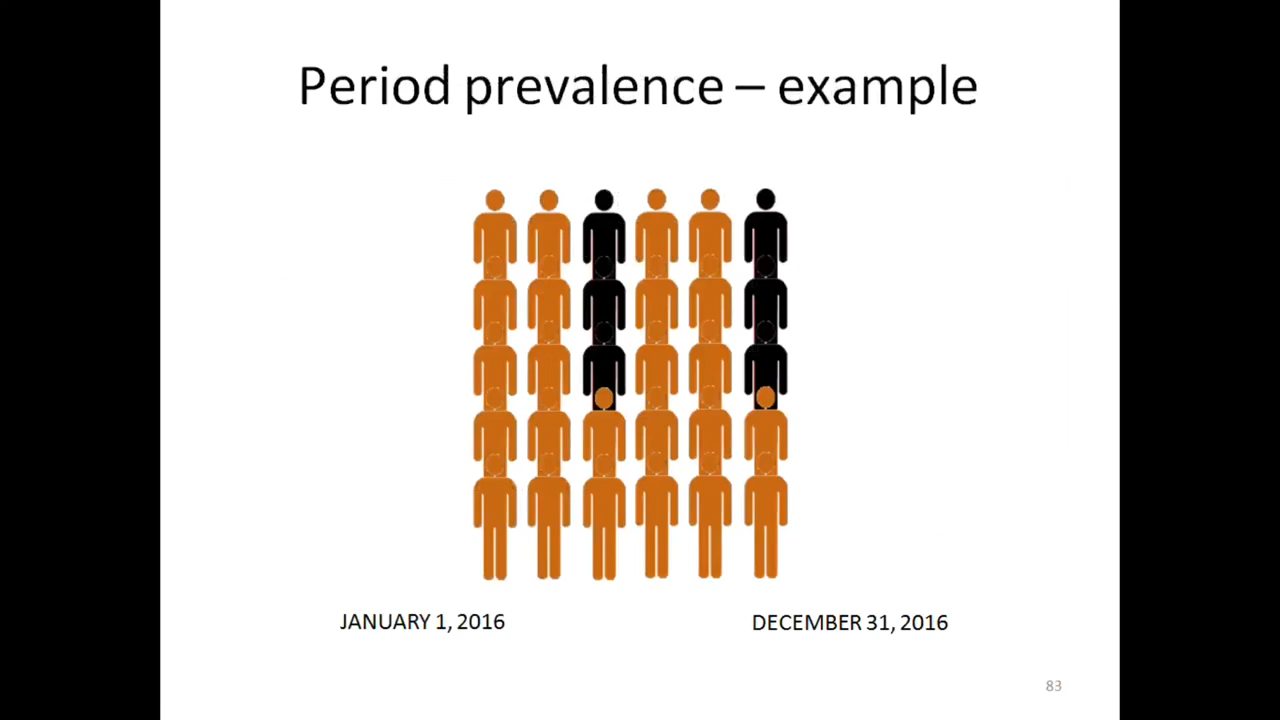 Period prevalence – example
JANUARY 1, 2016
DECEMBER 31, 2016
83